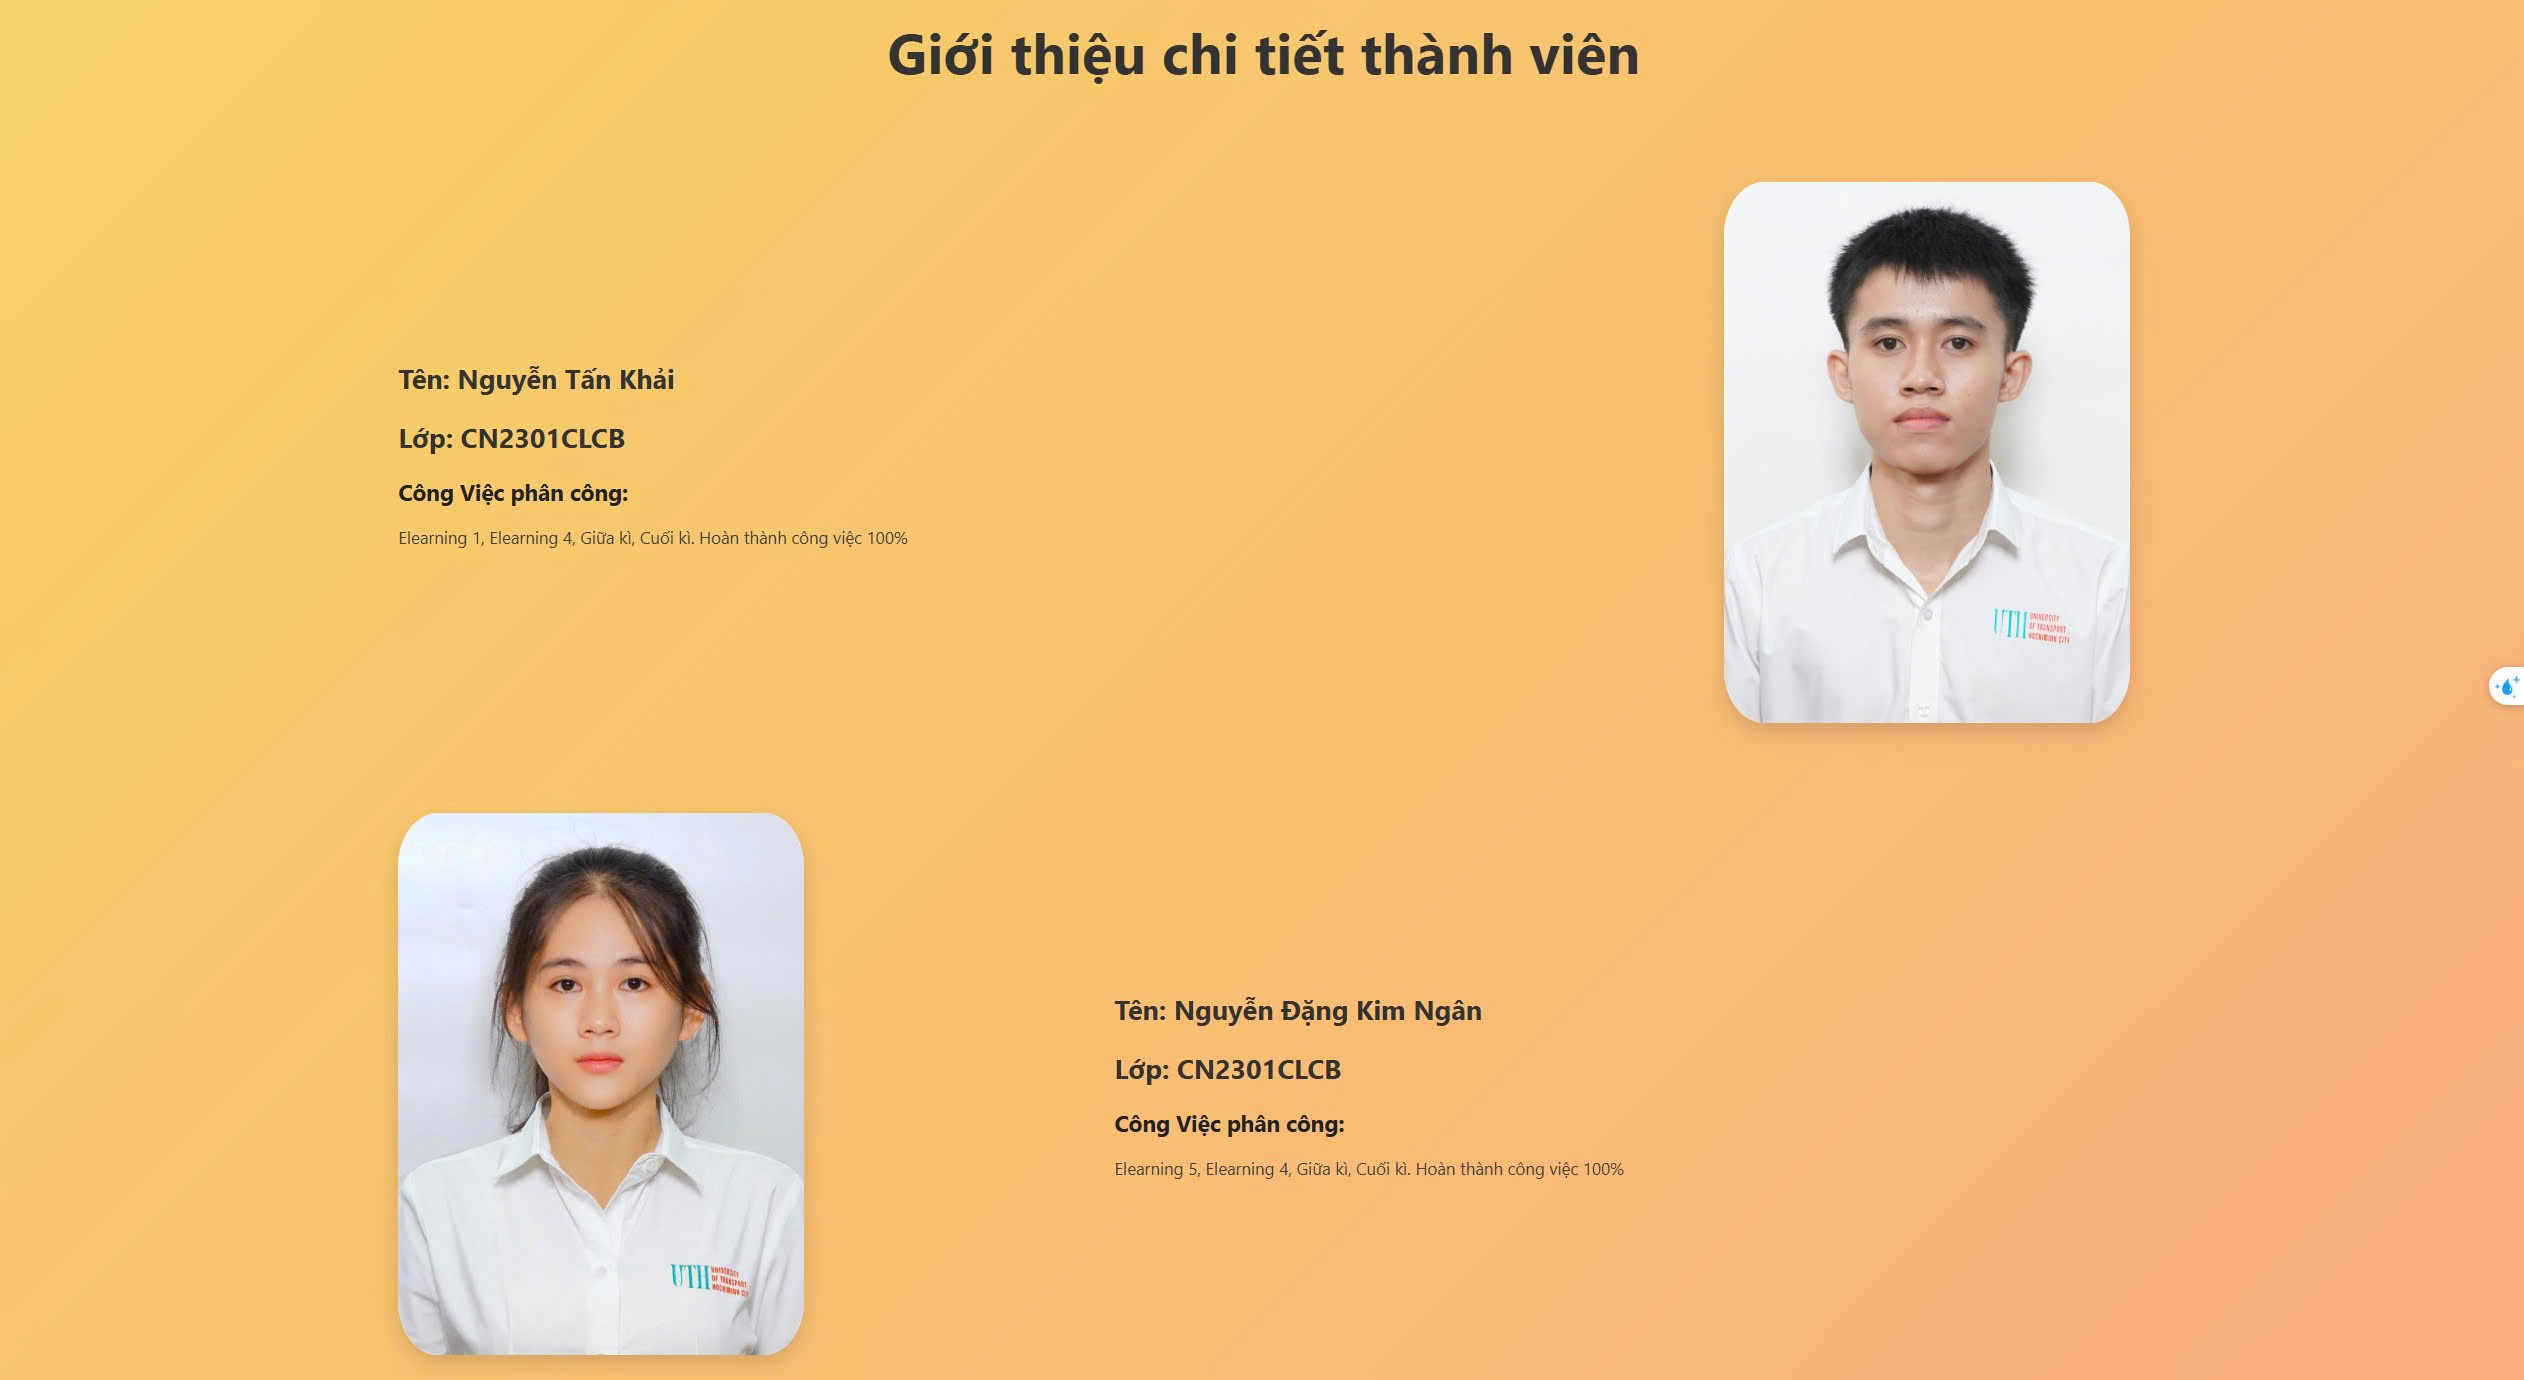 Giới thiệu chi tiết thành viên
Tên: Nguyễn Tấn Khải
Lớp: CN2301CLCB
Công Việc phân công:
Elearning 1, Elearning 4, Giữa kì, Cuối kì. Hoàn thành công việc 100%
UTH UNIVERSITY
OF TRANSPORT
HOCHIMINH CITY
Tên: Nguyễn Đặng Kim Ngân
Lớp: CN2301CLCB
Công Việc phân công:
Elearning 5, Elearning 4, Giữa kì, Cuối kì. Hoàn thành công việc 100%
UTH UNIVERSITY
OF TRANSPORT
HOCHIMINH CITY